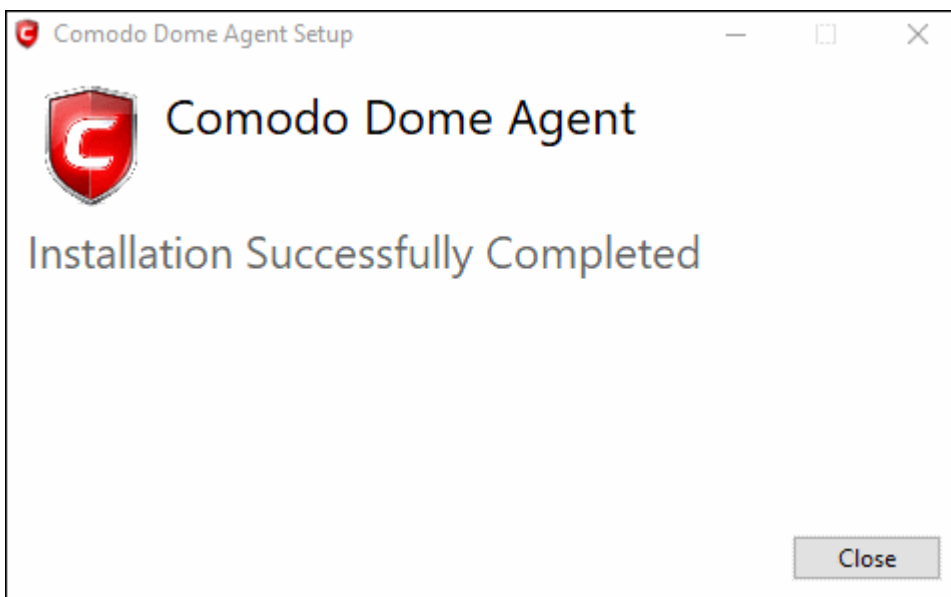 Comodo Dome Agent Setup
Comodo Dome Agent
Installation Successfully Completed
Close